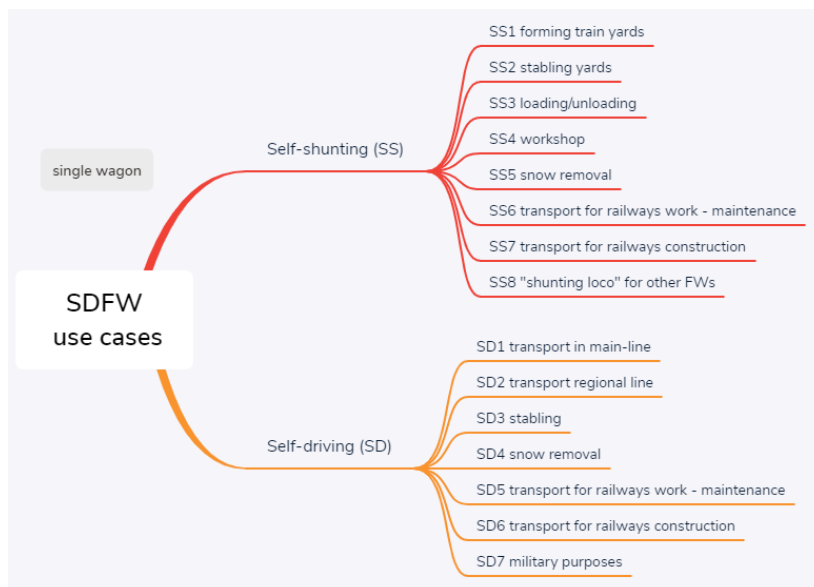 single wagon
SDFW
use cases
Self-shunting (SS)
SS1 forming train yards
SS2 stabling yards
SS3 loading/unloading
SS4 workshop
SS5 snow removal
SS6 transport for railways work - maintenance
SS7 transport for railways construction
SS8 "shunting loco" for other FWs
Self-driving (SD)
SD1 transport in main-line
SD2 transport regional line
SD3 stabling
SD4 snow removal
SD5 transport for railways work - maintenance
SD6 transport for railways construction
SD7 military purposes